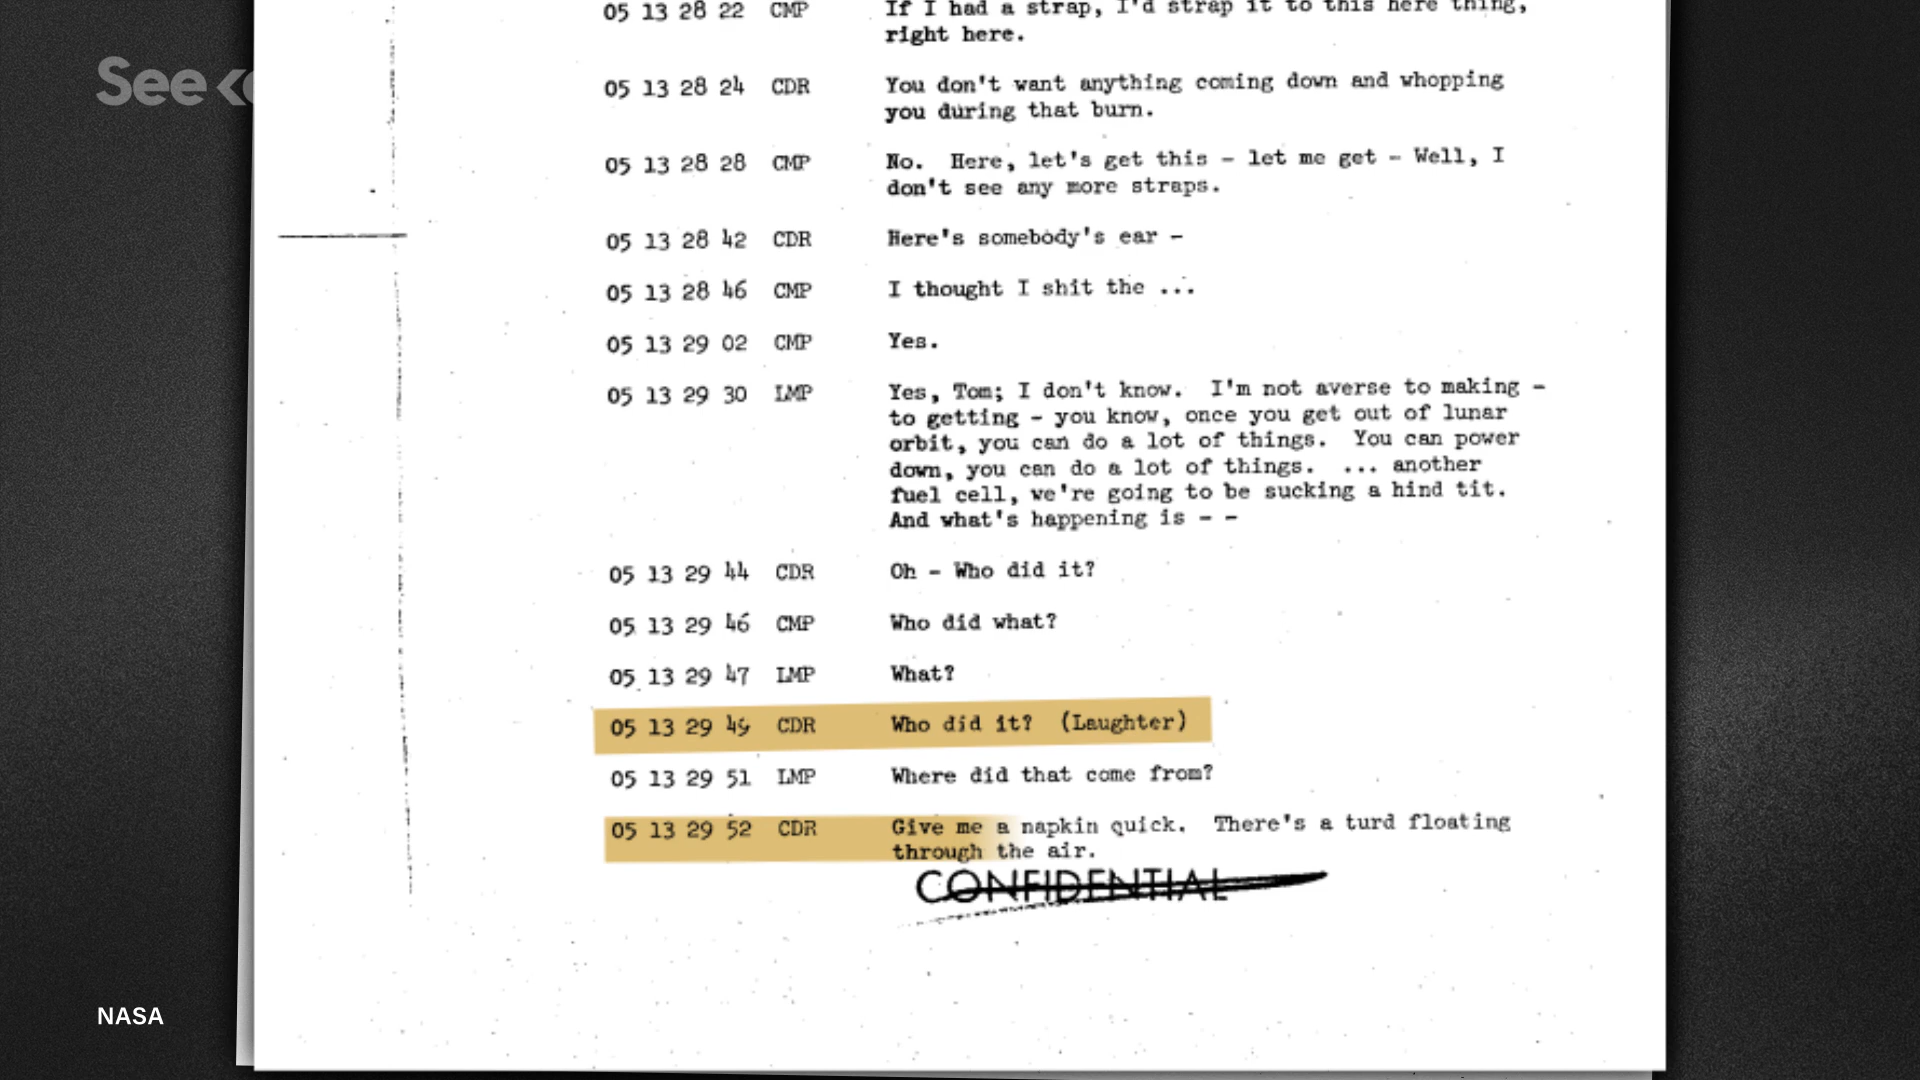 05 13 28 22 CMP If I had a strap, I'd strap it to this here thing,
right here.
See
05 13 28 24 CDR You don't want anything coming down and whopping
you during that burn.
05 13 28 28 CMP No. Here, let's get this - let me get - Well, I
don't see any more straps.
05 13 28 42 CDR Here's somebody's ear -
05 13 28 46 CMP I thought I shit the ...
05 13 29 02 CMP Yes.
05 13 29 30 LMP Yes, Tom; I don't know. I'm not averse to making -
to getting - you know, once you get out of lunar
orbit, you can do a lot of things. You can power
down, you can do a lot of things. ... another
fuel cell, we're going to be sucking a hind tit.
And what's happening is - -
05 13 29 44 CDR Oh - Who did it?
05 13 29 46 CMP Who did what?
05 13 29 47 LMP What?
05 13 29 49 CDR Who did it? (Laughter)
05 13 29 51 LMP Where did that come from?
05 13 29 52 CDR Give me a napkin quick. There's a turd floating
through the air.
CONFIDENTIAL
NASA